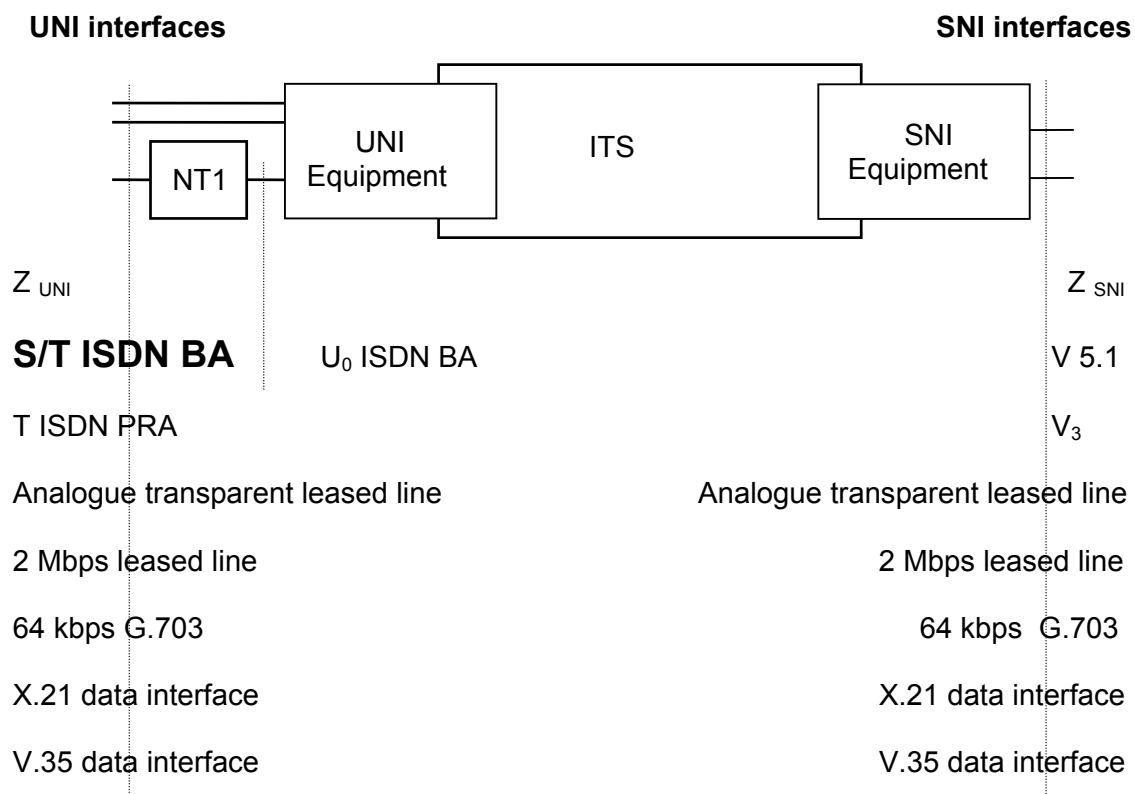 UNI interfaces SNI interfaces
UNI
Equipment
ITS
SNI
Equipment
NT1
Z UNI Z SNI
S/T ISDN BA U0 ISDN BA V 5.1
T ISDN PRA V3
Analogue transparent leased line Analogue transparent leased line
2 Mbps leased line 2 Mbps leased line
64 kbps G.703 64 kbps G.703
X.21 data interface X.21 data interface
V.35 data interface V.35 data interface